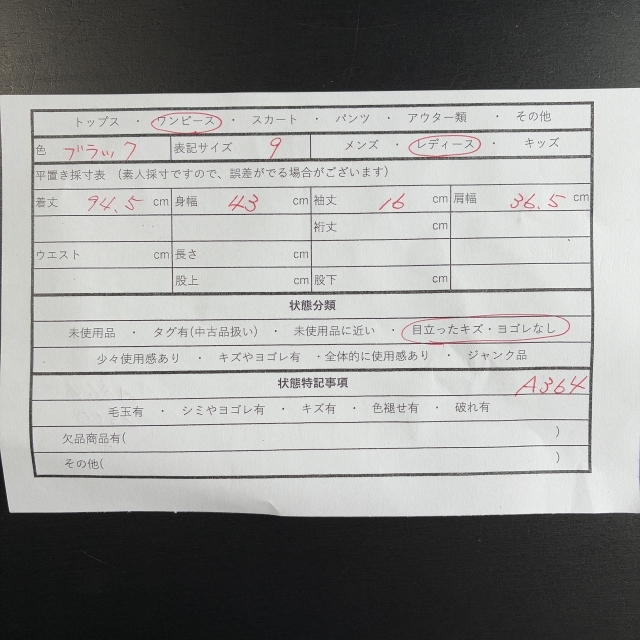 トップス ・ ワンピース ・ スカート ・ パンツ ・ アウター類 ・ その他
色 ブラック 表記サイズ 9 メンズ ・ レディース ・ キッズ
平置き採寸表 （素人採寸ですので、誤差がでる場合がございます）
着丈 94.5 cm 身幅 43 cm 袖丈 16 cm 肩幅 36.5 cm
裄丈 cm
ウエスト cm 長さ cm
股上 cm 股下 cm
状態分類
未使用品 ・ タグ有(中古品扱い) ・ 未使用品に近い ・ 目立ったキズ・ヨゴレなし
少々使用感あり ・ キズやヨゴレ有 ・全体的に使用感あり ・ ジャンク品
状態特記事項 A364
毛玉有 ・ シミやヨゴレ有 ・ キズ有 ・ 色褪せ有 ・ 破れ有
欠品商品有( )
その他( )